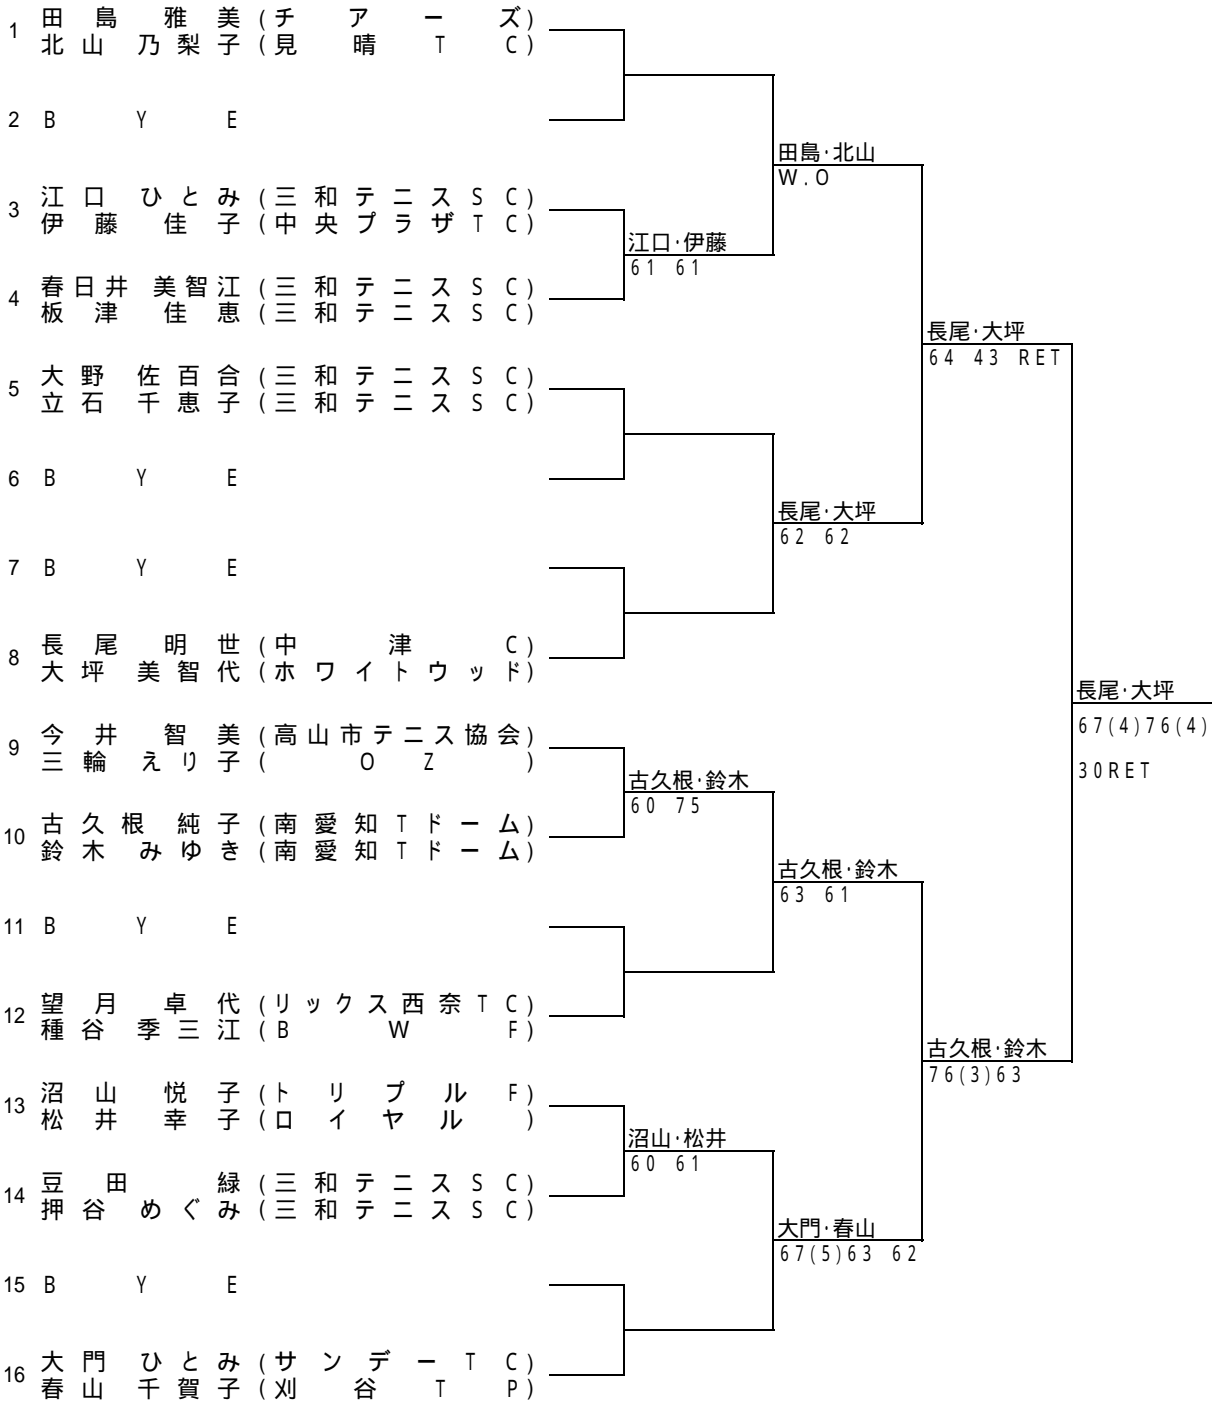 1 田島 雅美 (チアーズ)
北山 乃梨子 (見晴TC)
2 BYE
田島·北山
W.O
3 江口 ひとみ (三和テニスSC)
伊藤 佳子 (中央プラザTC)
江口·伊藤
61 61
4 春日井 美智江 (三和テニスSC)
板津 佳恵 (三和テニスSC)
長尾·大坪
64 43 RET
5 大野 佐百合 (三和テニスSC)
立石 千恵子 (三和テニスSC)
6 BYE
長尾·大坪
62 62
7 BYE
8 長尾 明世 (中津C)
大坪 美智代 (ホワイトウッド)
長尾·大坪
67(4)76(4)
30RET
9 今井 智美 (高山市テニス協会)
三輪 えり子 (OZ)
古久根·鈴木
60 75
10 古久根 純子 (南愛知Tドーム)
鈴木 みゆき (南愛知Tドーム)
古久根·鈴木
63 61
11 BYE
12 望月 卓代 (リックス西奈TC)
種谷 季三江 (BWF)
古久根·鈴木
76(3)63
13 沼山 悦子 (トリプルF)
松井 幸子 (ロイヤル)
沼山·松井
60 61
14 豆田 緑 (三和テニスSC)
押谷 めぐみ (三和テニスSC)
大門·春山
67(5)63 62
15 BYE
16 大門 ひとみ (サンデーTC)
春山 千賀子 (刈谷TP)